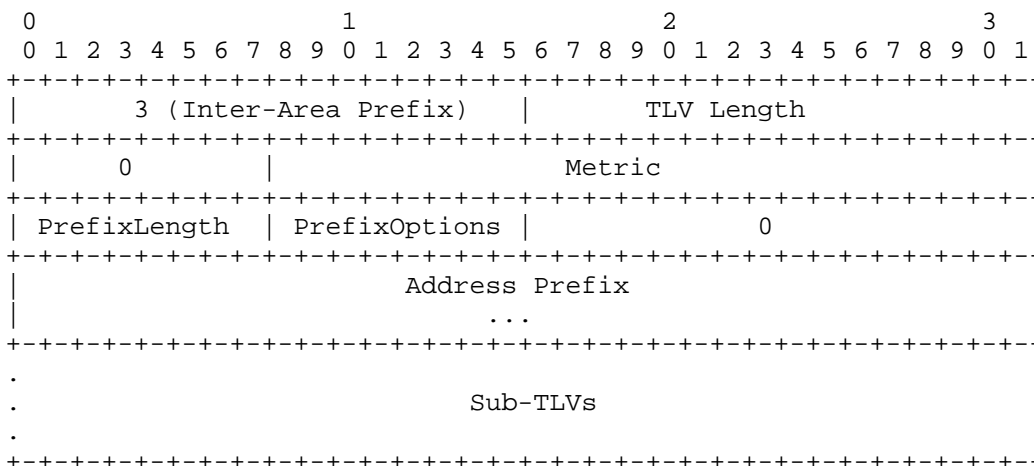 0                   1                   2                   3
 0 1 2 3 4 5 6 7 8 9 0 1 2 3 4 5 6 7 8 9 0 1 2 3 4 5 6 7 8 9 0 1
+-+-+-+-+-+-+-+-+-+-+-+-+-+-+-+-+-+-+-+-+-+-+-+-+-+-+-+-+-+-+-+-
|       3 (Inter-Area Prefix)   |       TLV Length
+-+-+-+-+-+-+-+-+-+-+-+-+-+-+-+-+-+-+-+-+-+-+-+-+-+-+-+-+-+-+-+-
|      0        |                  Metric
+-+-+-+-+-+-+-+-+-+-+-+-+-+-+-+-+-+-+-+-+-+-+-+-+-+-+-+-+-+-+-+-
| PrefixLength  | PrefixOptions |              0
+-+-+-+-+-+-+-+-+-+-+-+-+-+-+-+-+-+-+-+-+-+-+-+-+-+-+-+-+-+-+-+-
|                        Address Prefix
|                             ...
+-+-+-+-+-+-+-+-+-+-+-+-+-+-+-+-+-+-+-+-+-+-+-+-+-+-+-+-+-+-+-+-
.
.                            Sub-TLVs
.
+-+-+-+-+-+-+-+-+-+-+-+-+-+-+-+-+-+-+-+-+-+-+-+-+-+-+-+-+-+-+-+-